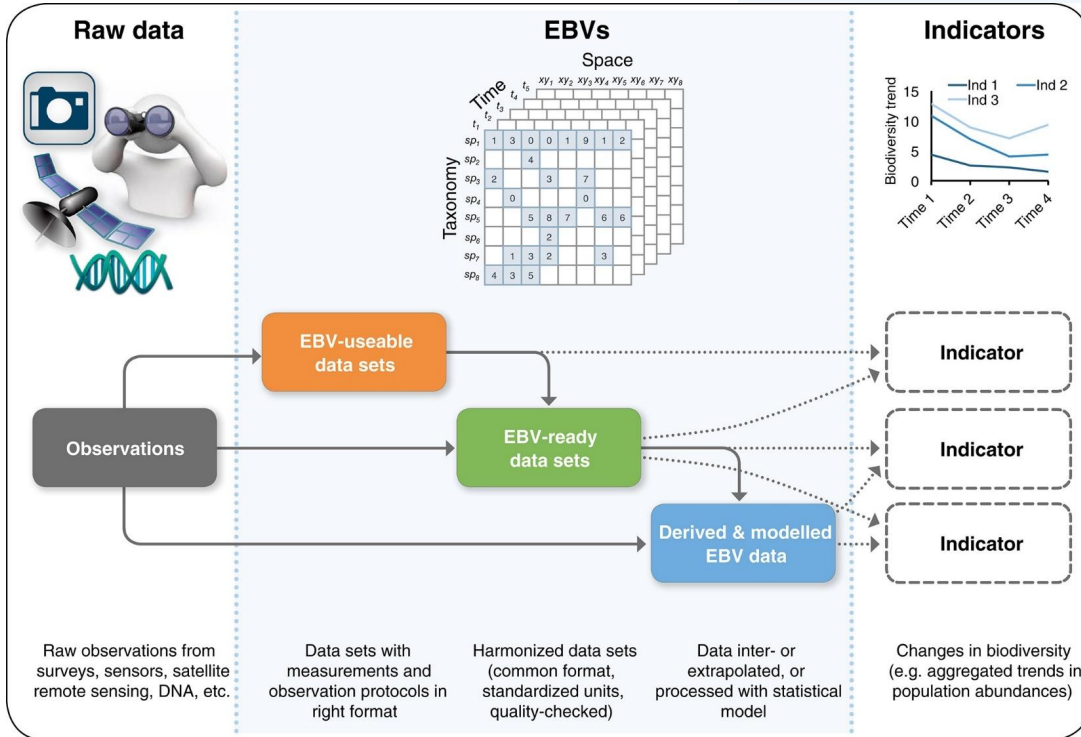 Raw data
EBVs
Indicators
Space
xy1 xy2 xy3 xy4 xy5 xy6 xy7 xy8
Time
t5
t4
t3
t2
t1
Taxonomy
sp1 1 3 0 0 1 9 1 2
sp2 4
sp3 2 3 7
sp4 0 0
sp5 5 8 7 6 6
sp6 2
sp7 1 3 2 3
sp8 4 3 5
Biodiversity trend
15
10
5
0
Ind 1
Ind 2
Ind 3
Time 1
Time 2
Time 3
Time 4
EBV-useable
data sets
Indicator
Observations
EBV-ready
data sets
Indicator
Derived & modelled
EBV data
Indicator
Raw observations from
surveys, sensors, satellite
remote sensing, DNA, etc.
Data sets with
measurements and
observation protocols in
right format
Harmonized data sets
(common format,
standardized units,
quality-checked)
Data inter- or
extrapolated, or
processed with statistical
model
Changes in biodiversity
(e.g. aggregated trends in
population abundances)